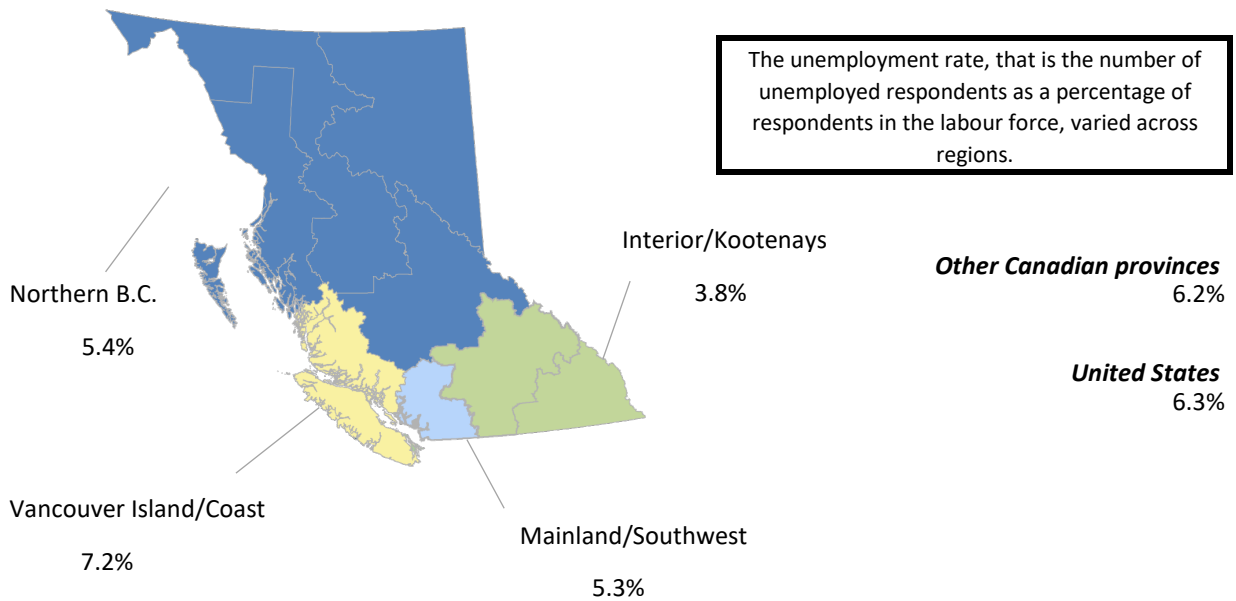 The unemployment rate, that is the number of
unemployed respondents as a percentage of
respondents in the labour force, varied across
regions.
Interior/Kootenays
3.8%
Other Canadian provinces
6.2%
Northern B.C.
5.4%
United States
6.3%
Vancouver Island/Coast
7.2%
Mainland/Southwest
5.3%